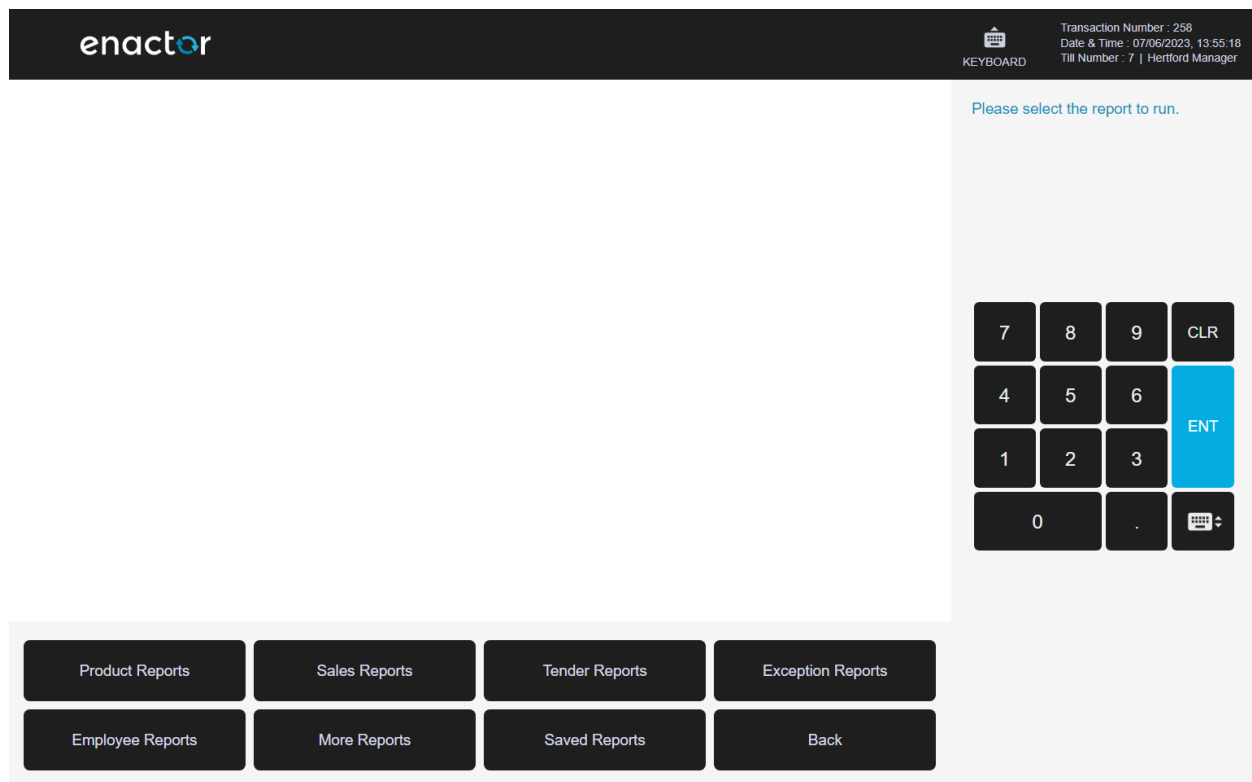 enactor
KEYBOARD
Transaction Number : 258
Date & Time : 07/06/2023, 13:55:18
Till Number : 7 | Hertford Manager
Please select the report to run.
7 8 9 CLR
4 5 6
ENT
1 2 3
0 .
Product Reports Sales Reports Tender Reports Exception Reports
Employee Reports More Reports Saved Reports Back